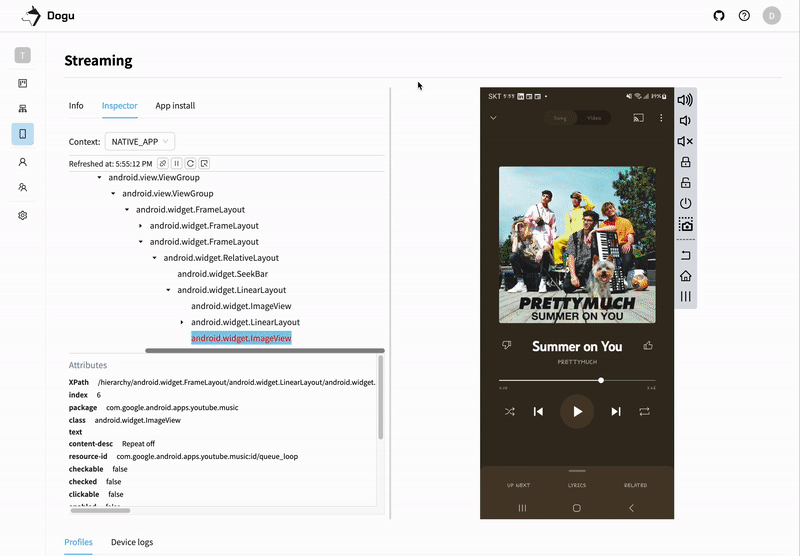 Dogu
D
T
Streaming
Info Inspector App install
Context: NATIVE_APP
Refreshed at: 5:55:12 PM
android.view.ViewGroup
android.view.ViewGroup
android.widget.FrameLayout
android.widget.FrameLayout
android.widget.FrameLayout
android.widget.RelativeLayout
android.widget.SeekBar
android.widget.LinearLayout
android.widget.ImageView
android.widget.LinearLayout
android.widget.ImageView
Attributes
XPath /hierarchy/android.widget.FrameLayout/android.widget.LinearLayout/android.widget.
index 6
package com.google.android.apps.youtube.music
class android.widget.ImageView
text
content-desc Repeat off
resource-id com.google.android.apps.youtube.music:id/queue_loop
checkable false
checked false
clickable false
Profiles Device logs
SKT 5:55
39%
Song Video
PRETTYMUCH
SUMMER ON YOU
Summer on You
PRETTYMUCH
UP NEXT LYRICS RELATED